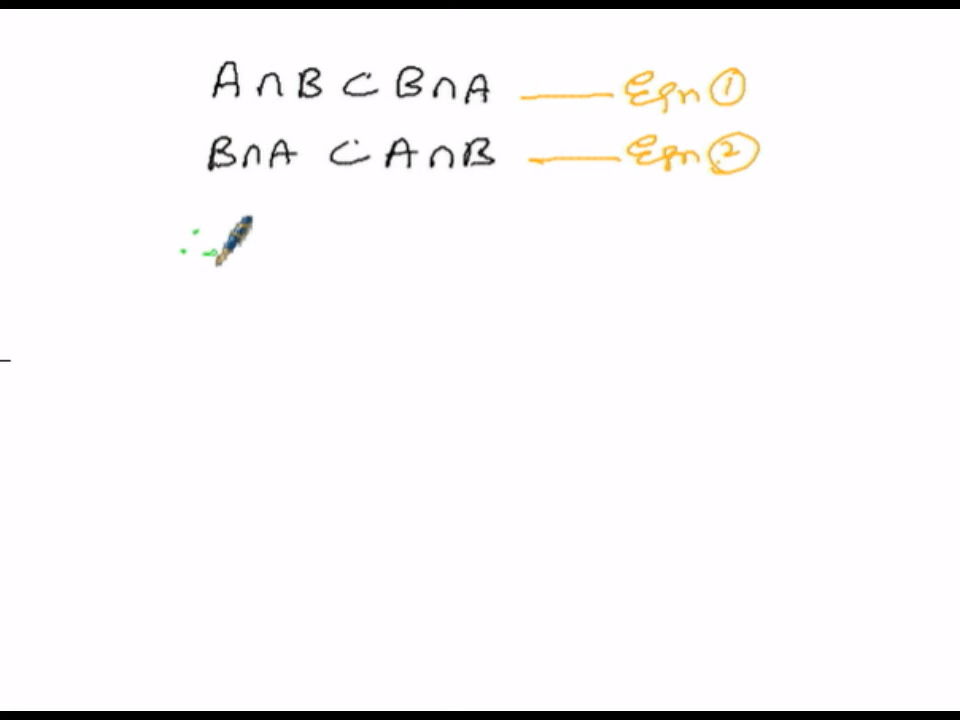 A∩B ⊂ B∩A —— Eqn ①
B∩A ⊂ A∩B —— Eqn ②
∴